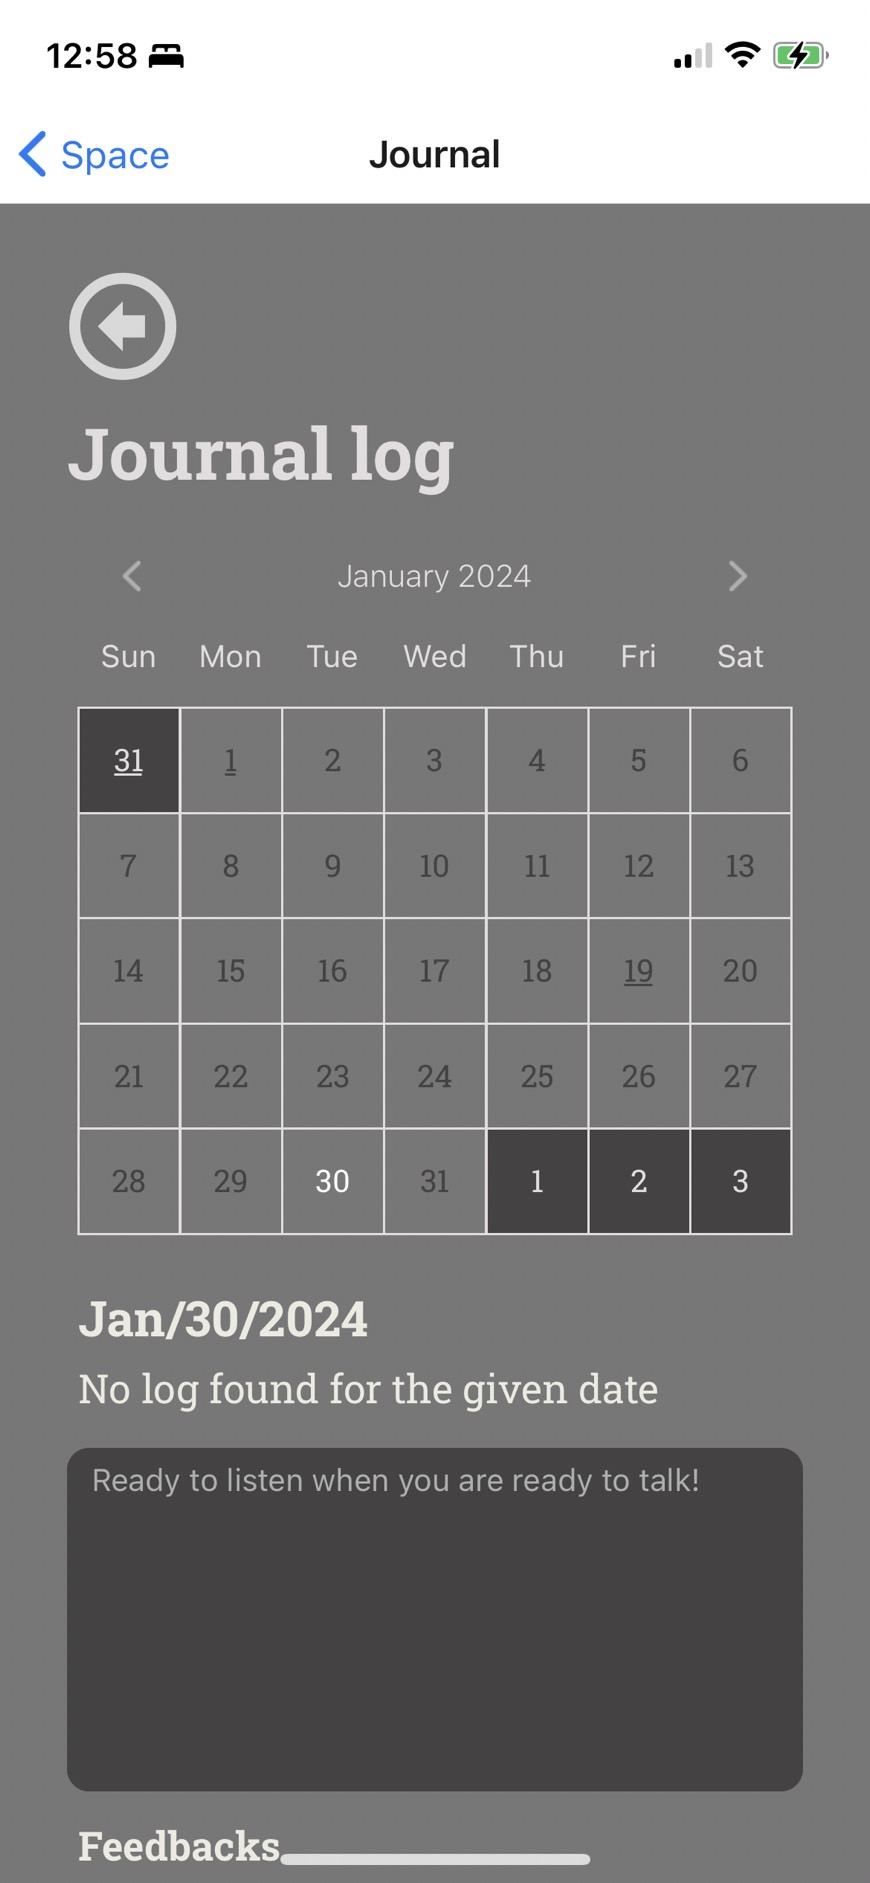 12:58
Space
Journal
Journal log
January 2024
Sun Mon Tue Wed Thu Fri Sat
31 1 2 3 4 5 6
7 8 9 10 11 12 13
14 15 16 17 18 19 20
21 22 23 24 25 26 27
28 29 30 31 1 2 3
Jan/30/2024
No log found for the given date
Ready to listen when you are ready to talk!
Feedbacks